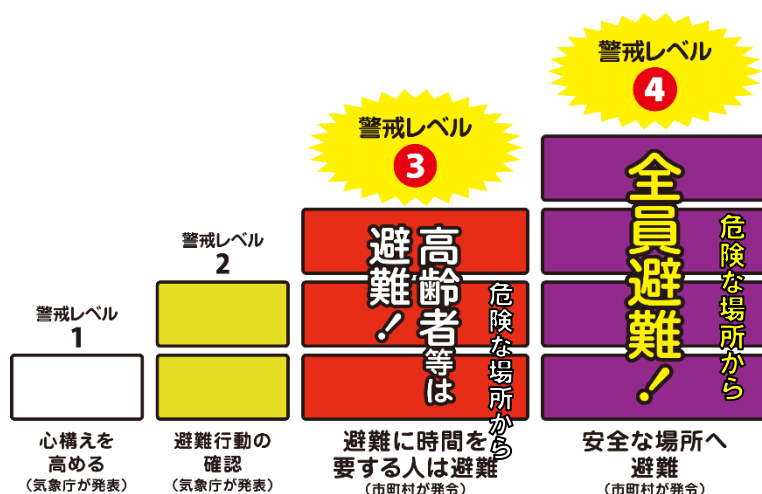 警戒レベル
1
心構えを
高める
(気象庁が発表)
警戒レベル
2
避難行動の
確認
(気象庁が発表)
警戒レベル
3
危険な場所から
高齢者等は
避難!
避難に時間を
要する人は避難
(市町村が発令)
警戒レベル
4
危険な場所から
全員避難!
安全な場所へ
避難
(市町村が発令)